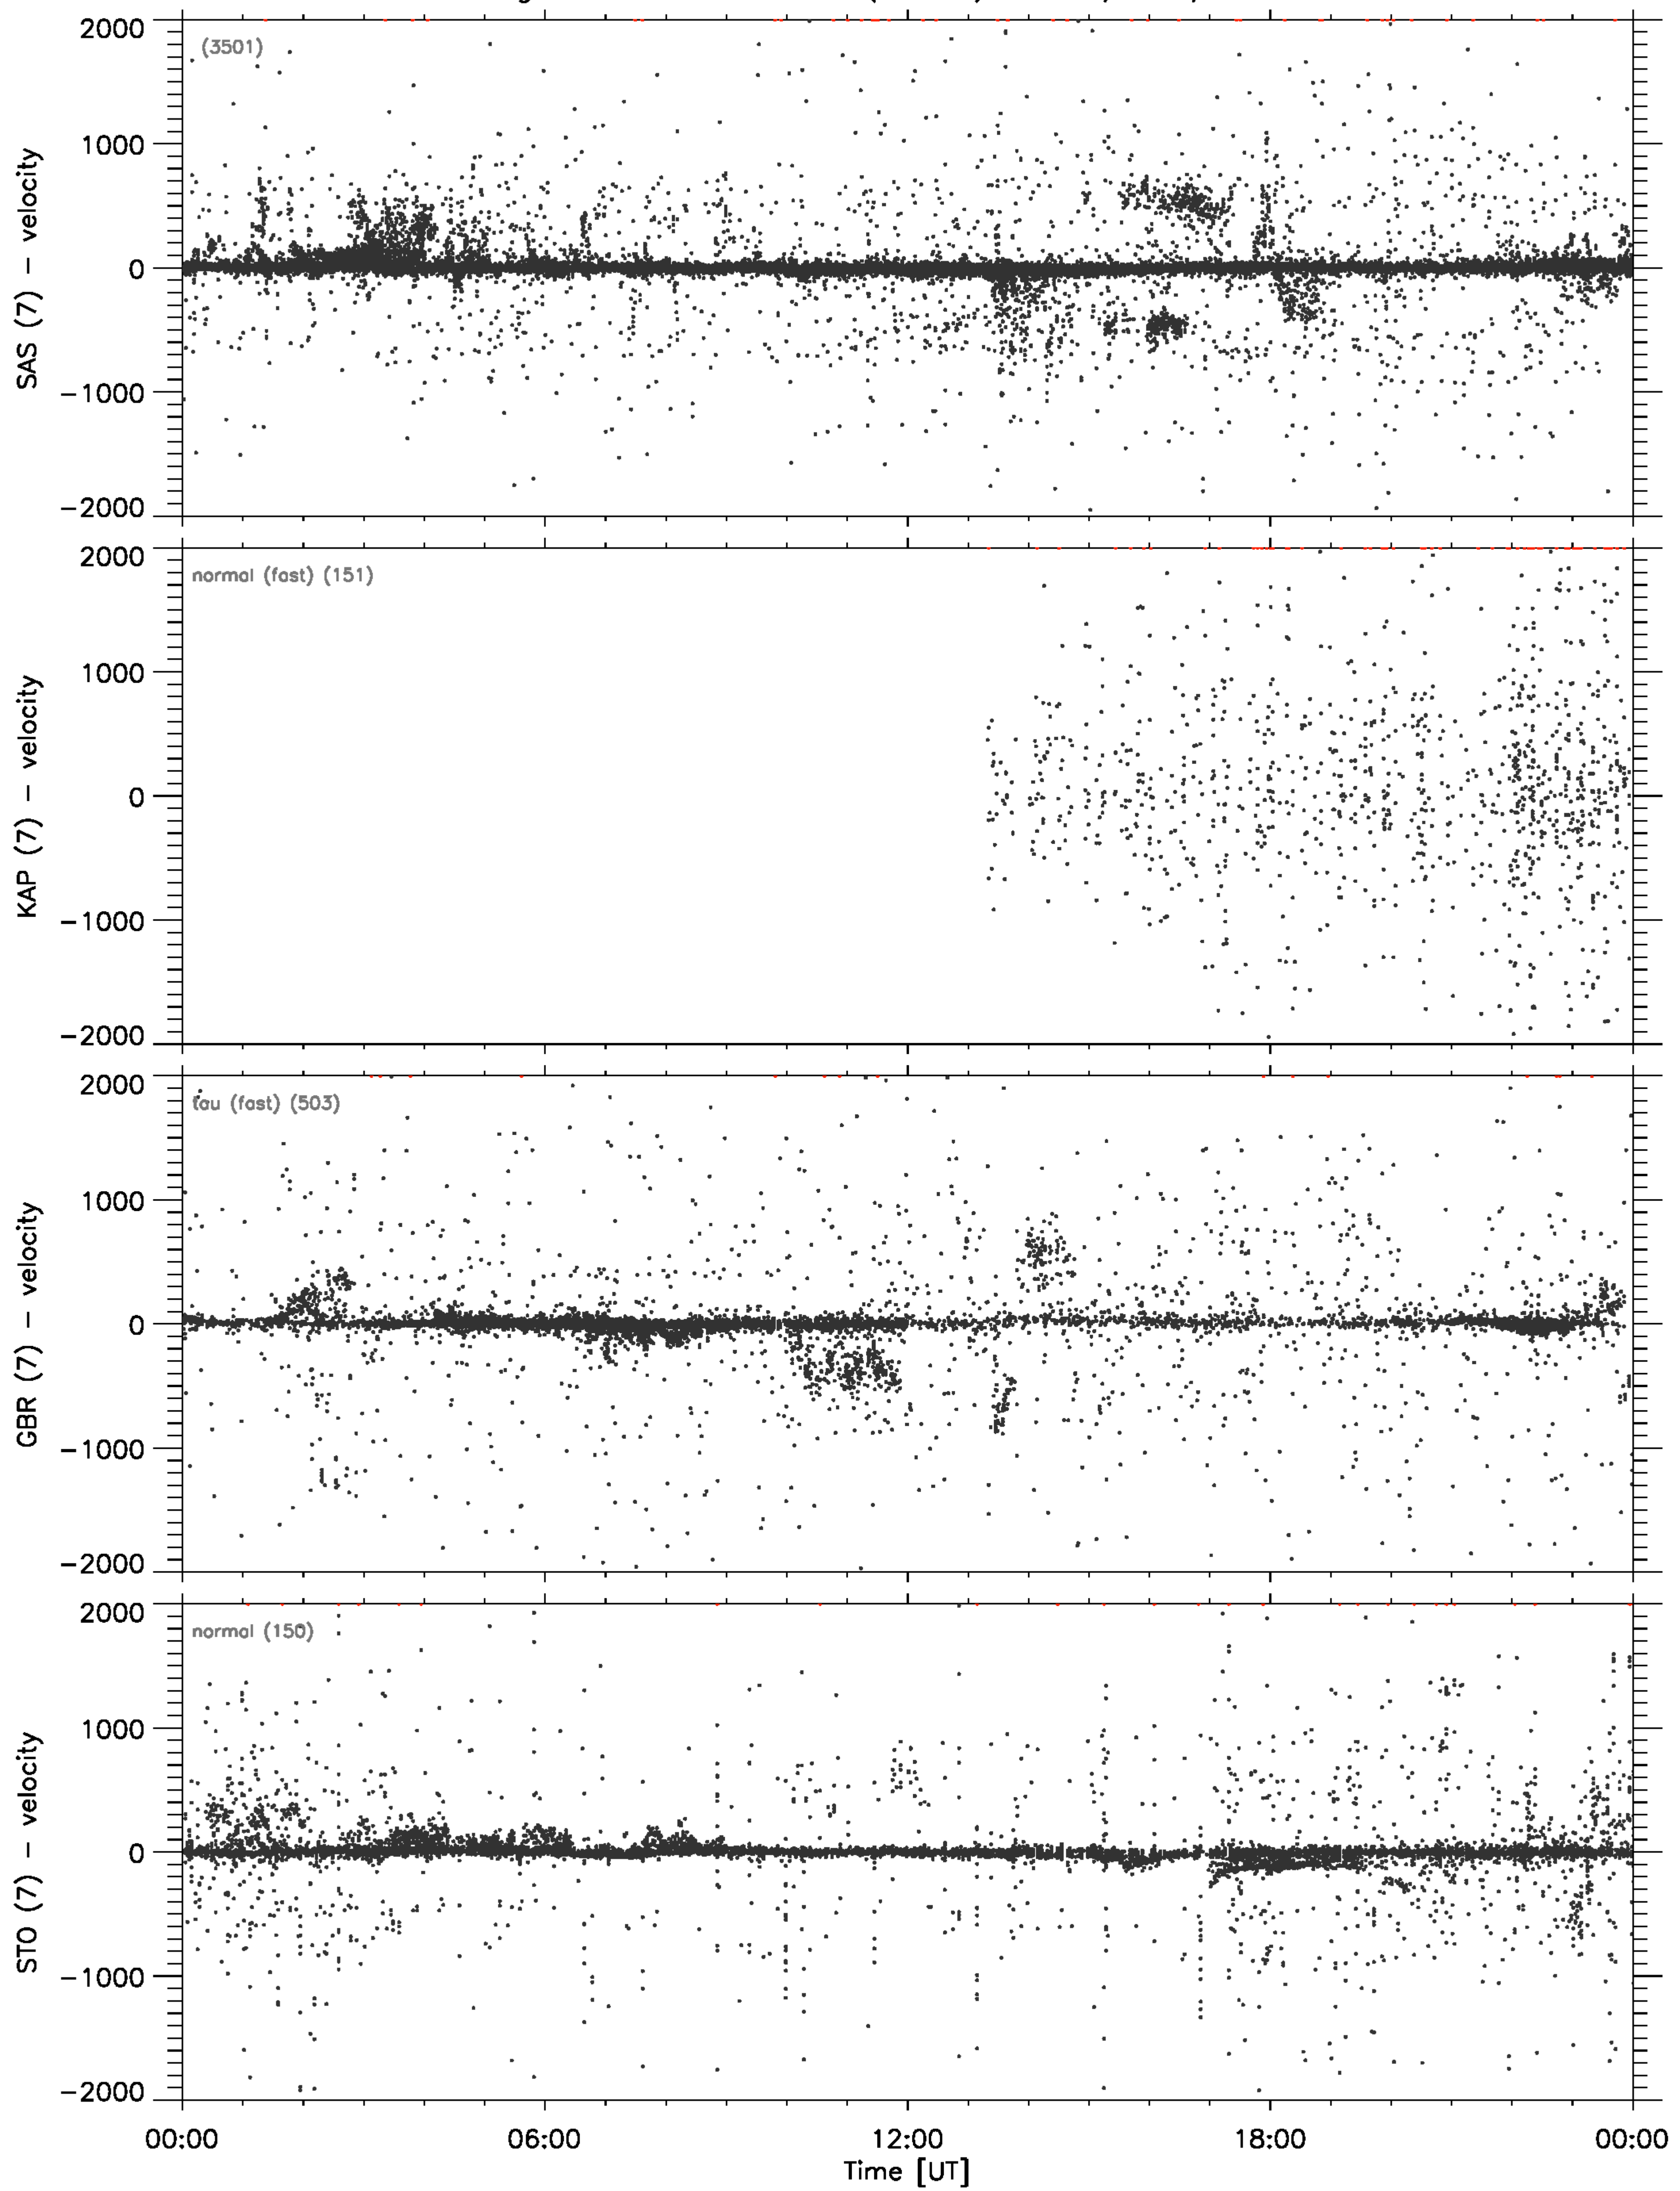 2000
(3501)
1000
0
-1000
-2000
SAS (7) - velocity
2000
normal (fast) (151)
1000
0
-1000
-2000
KAP (7) - velocity
2000
tau (fast) (503)
1000
0
-1000
-2000
GBR (7) - velocity
2000
normal (150)
1000
0
-1000
-2000
STO (7) - velocity
00:00 06:00 12:00 18:00 00:00
Time [UT]